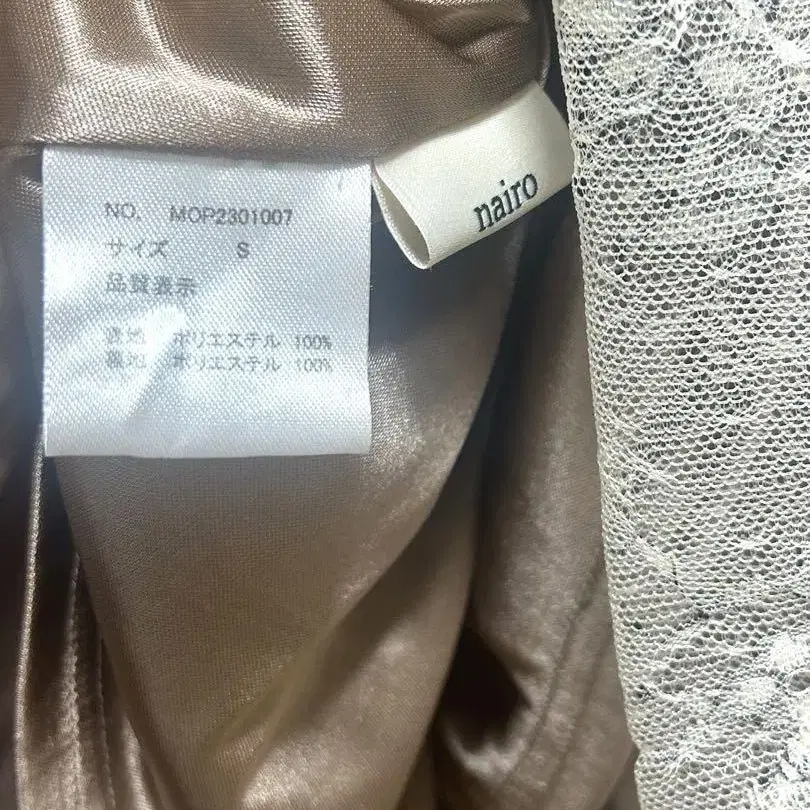 NO. MOP2301007
サイズ S
品質表示
表地 ポリエステル 100%
裏地 ポリエステル 100%
nairo